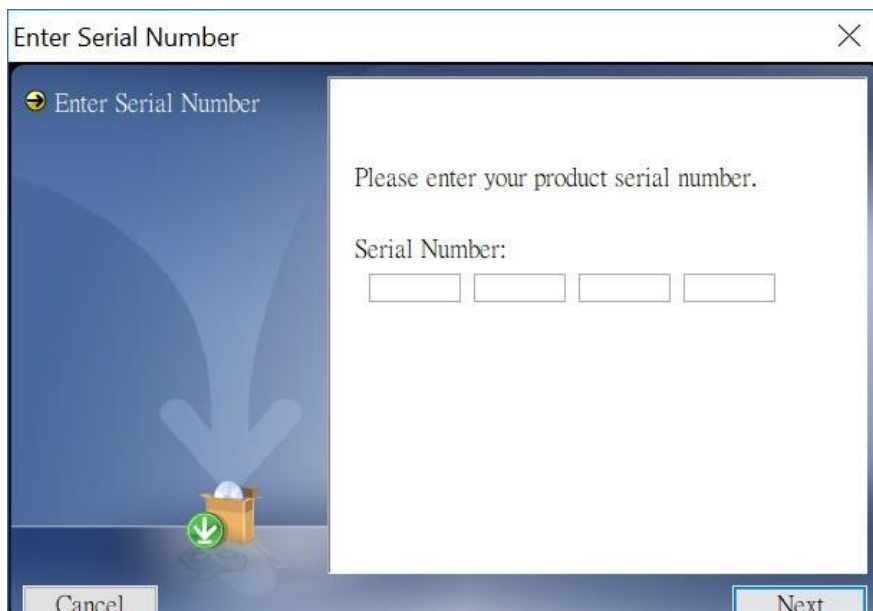 Enter Serial Number
Enter Serial Number
Please enter your product serial number.
Serial Number:
Cancel
Next